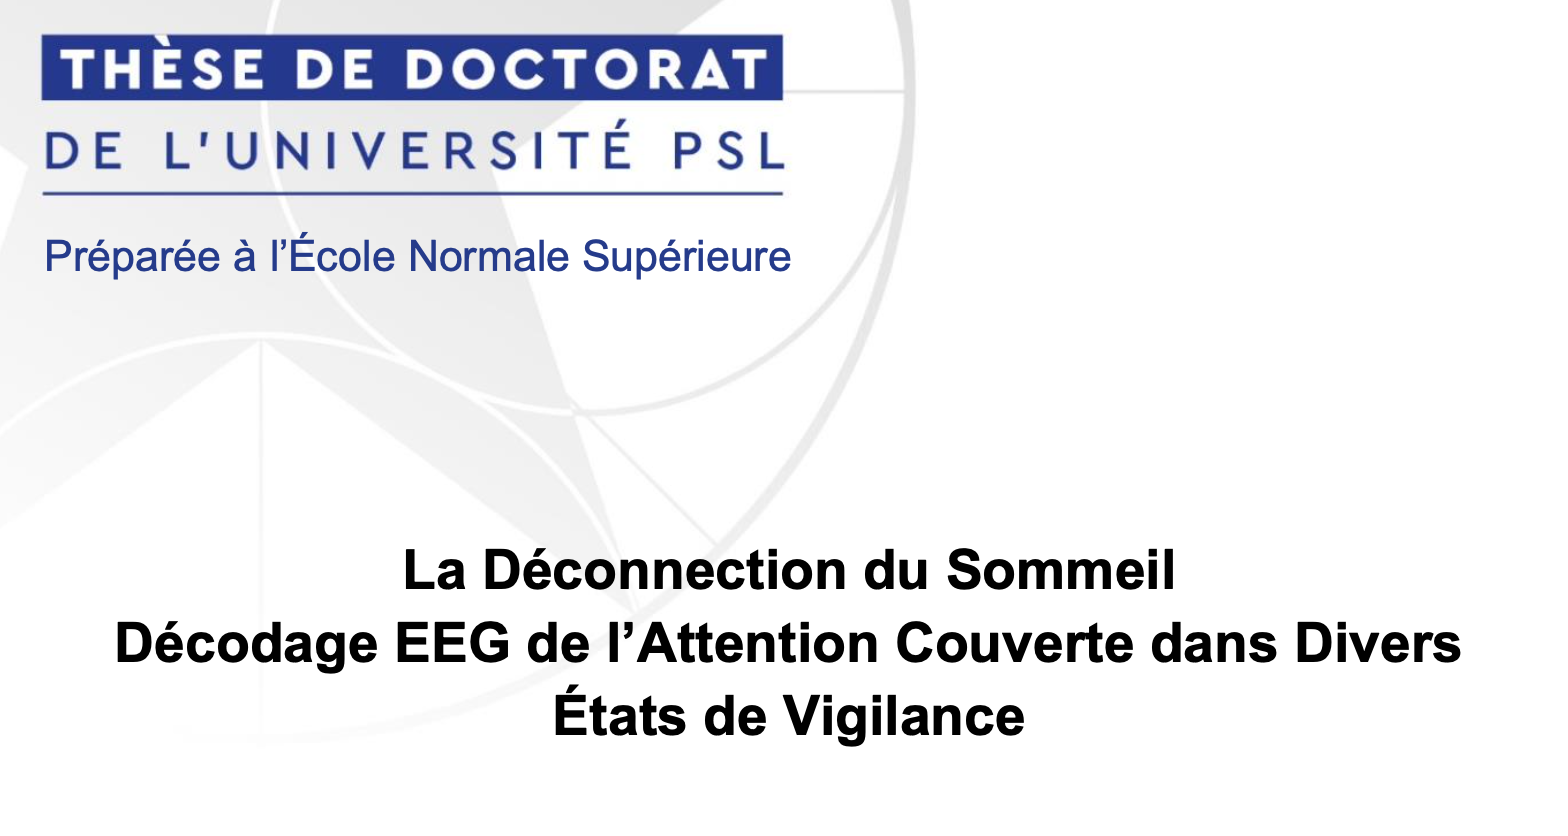 THÈSE DE DOCTORAT
DE L'UNIVERSITÉ PSL
Préparée à l’École Normale Supérieure
La Déconnection du Sommeil
Décodage EEG de l’Attention Couverte dans Divers
États de Vigilance